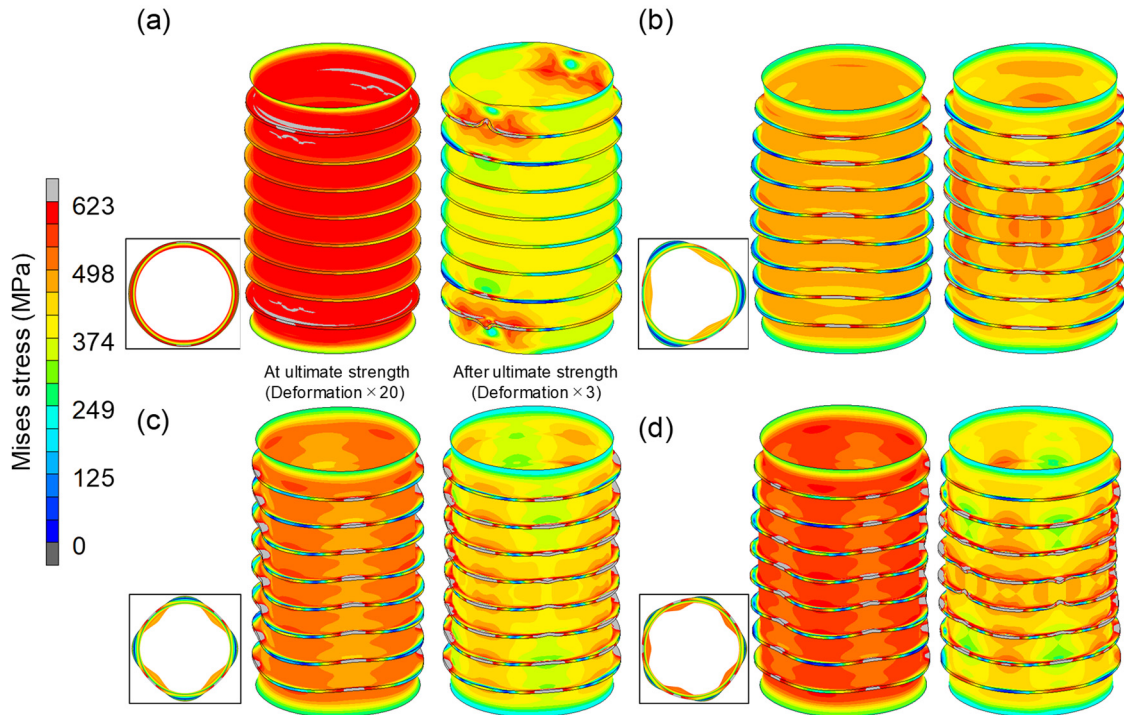 (a)
(b)
Mises stress (MPa)
623
498
374
249
125
0
At ultimate strength
(Deformation × 20)
After ultimate strength
(Deformation × 3)
(c)
(d)